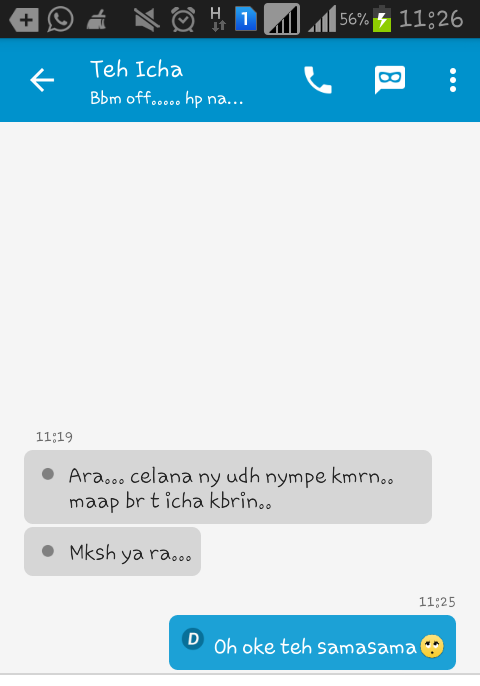 H 1 56% 11:26
Teh Icha
Bbm off..... hp na...
11:19
Ara... celana ny udh nympe kmrn..
maap br t icha kbrin..
Mksh ya ra...
11:25
D Oh oke teh samasama🙄